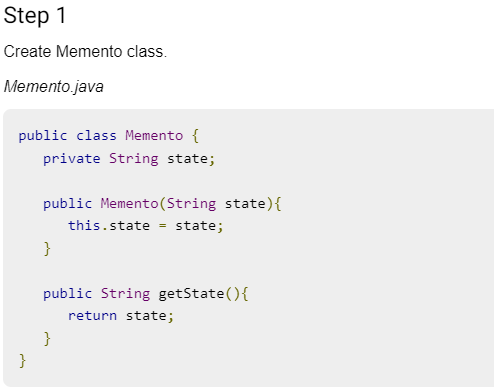 Step 1
Create Memento class.
Memento.java
public class Memento {
   private String state;

   public Memento(String state){
      this.state = state;
   }

   public String getState(){
      return state;
   }
}